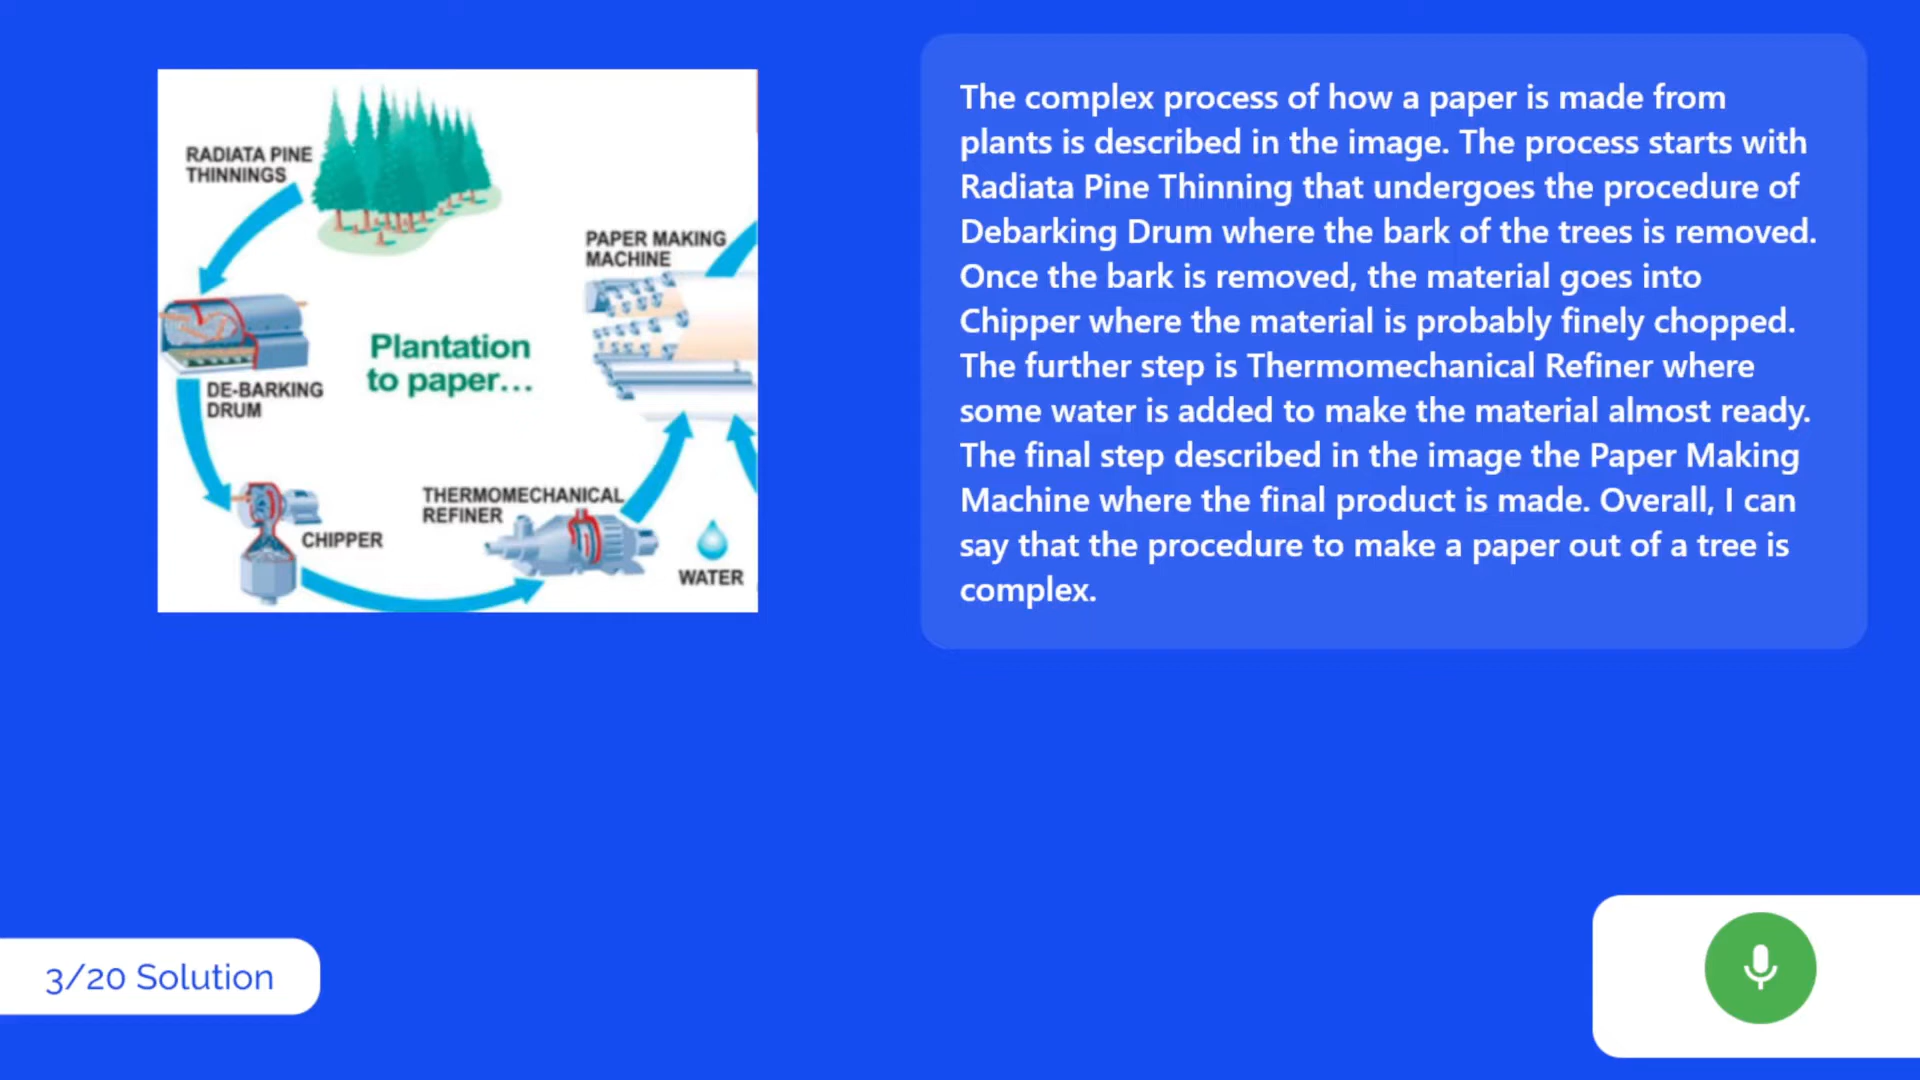 RADIATA PINE
THINNINGS
PAPER MAKING
MACHINE
Plantation
to paper...
DE-BARKING
DRUM
THERMOMECHANICAL
REFINER
CHIPPER
WATER
The complex process of how a paper is made from
plants is described in the image. The process starts with
Radiata Pine Thinning that undergoes the procedure of
Debarking Drum where the bark of the trees is removed.
Once the bark is removed, the material goes into
Chipper where the material is probably finely chopped.
The further step is Thermomechanical Refiner where
some water is added to make the material almost ready.
The final step described in the image the Paper Making
Machine where the final product is made. Overall, I can
say that the procedure to make a paper out of a tree is
complex.
3/20 Solution